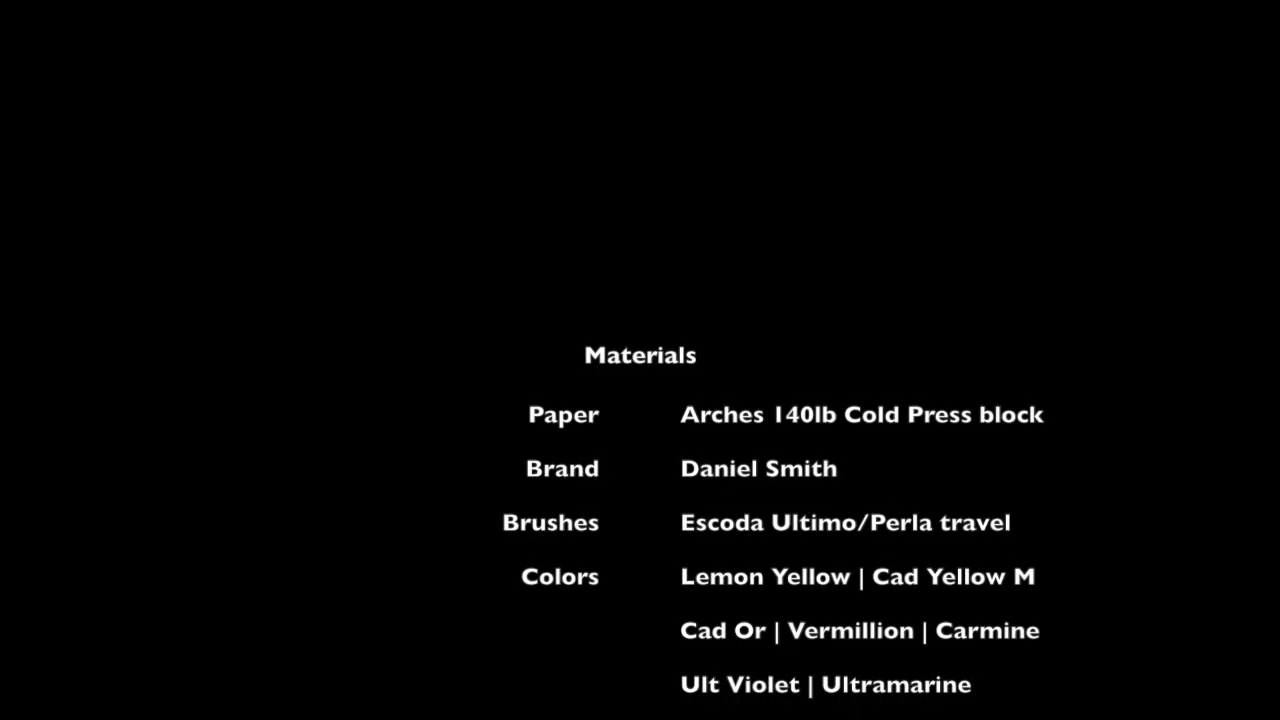 Materials
Paper Arches 140lb Cold Press block
Brand Daniel Smith
Brushes Escoda Ultimo/Perla travel
Colors Lemon Yellow | Cad Yellow M
Cad Or | Vermillion | Carmine
Ult Violet | Ultramarine